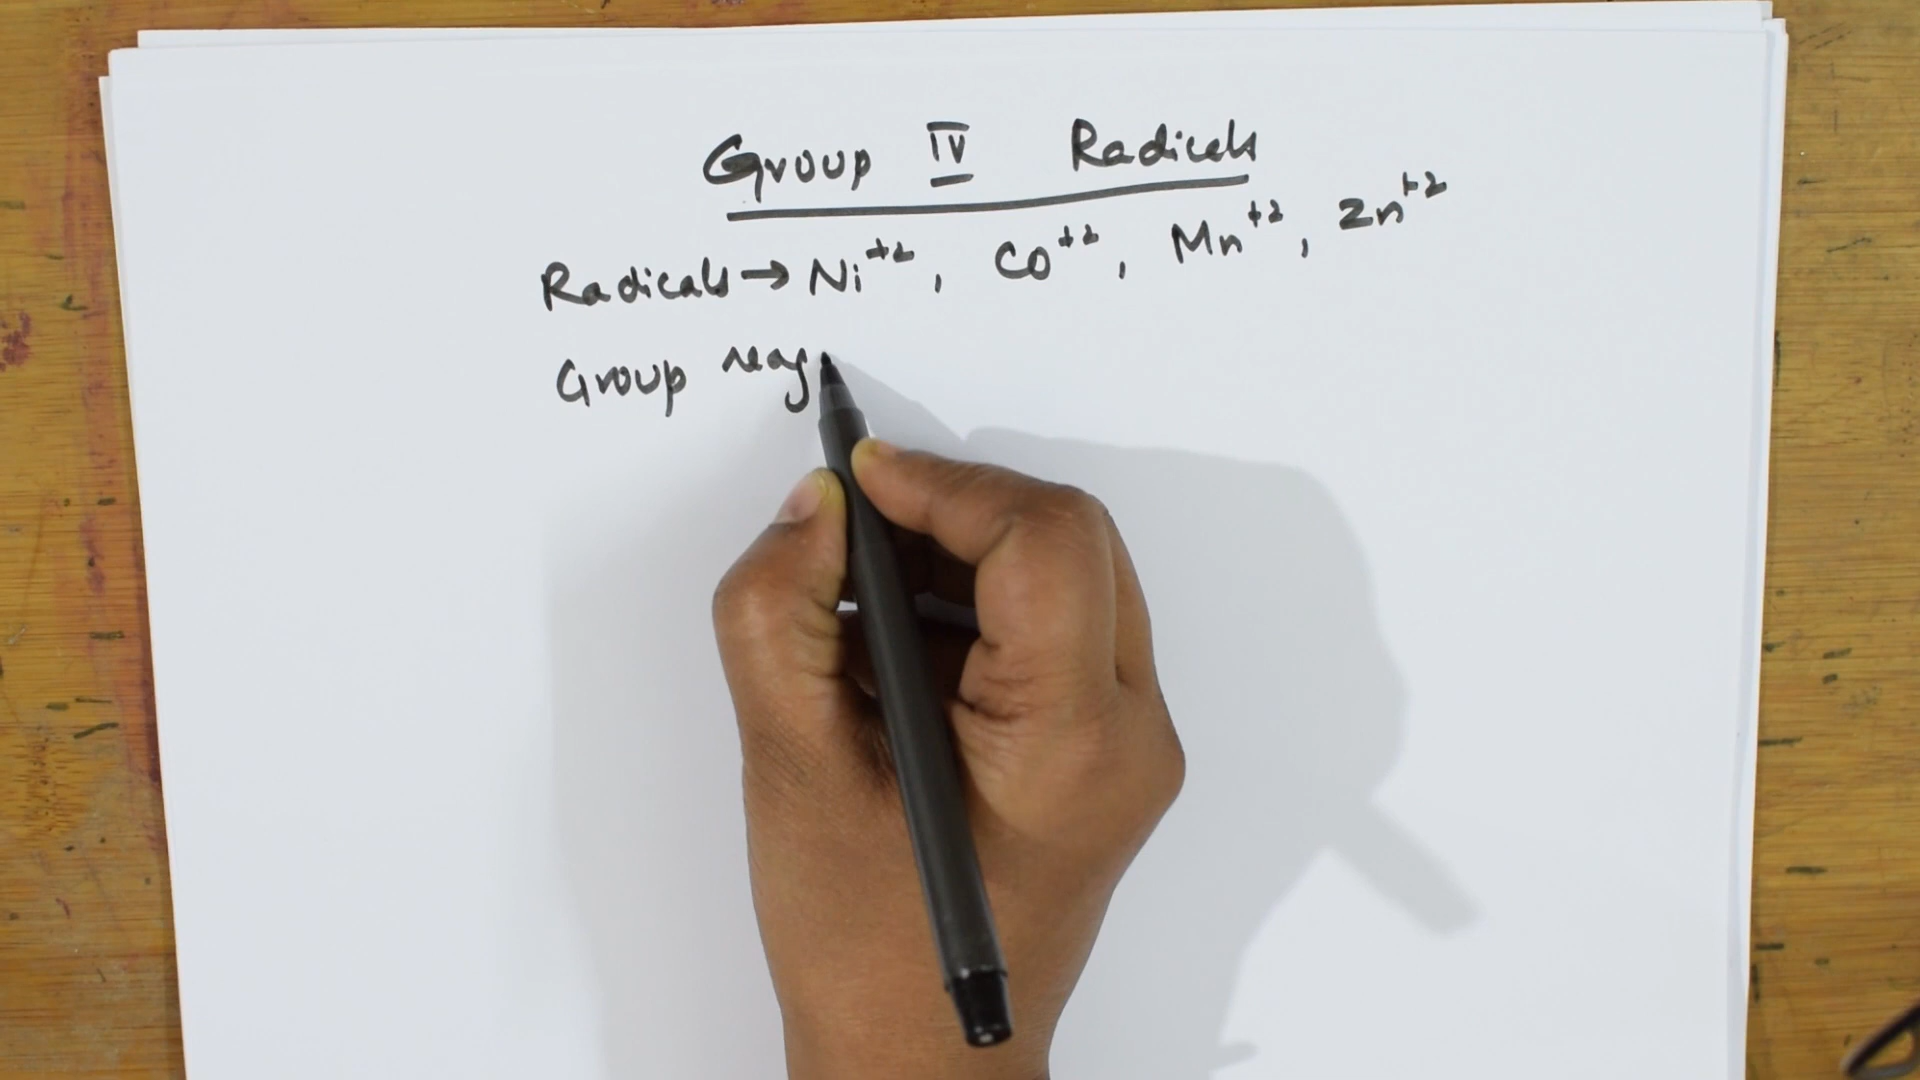 Group IV Radicals
Radicals → Ni⁺², Co⁺², Mn⁺², Zn⁺²
Group reag